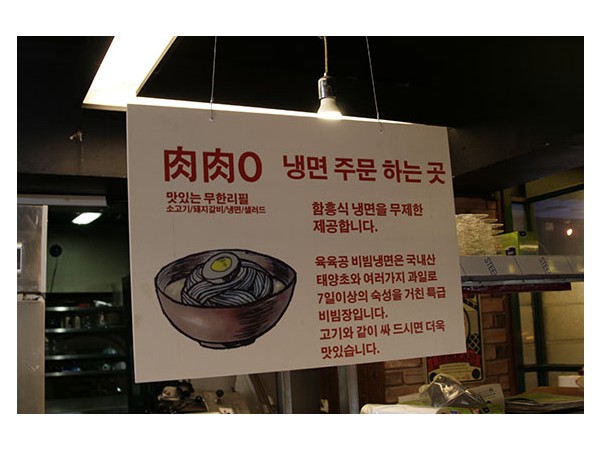 肉肉O 냉면 주문 하는 곳
맛있는 무한리필
소고기/돼지갈비/냉면/샐러드
함흥식 냉면을 무제한
제공합니다.
육육공 비빔냉면은 국내산
태양초와 여러가지 과일로
7일이상의 숙성을 거친 특급
비빔장입니다.
고기와 같이 싸 드시면 더욱
맛있습니다.
STEE